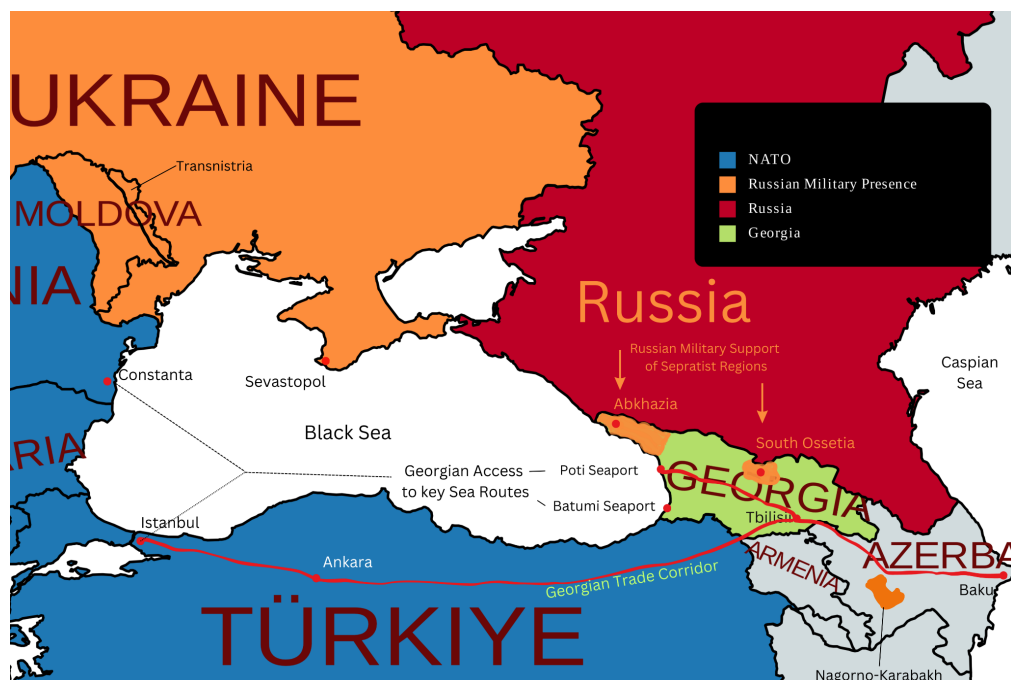 UKRAINE
Transnistria
MOLDOVA
NIA
NATO
Russian Military Presence
Russia
Georgia
Russia
Russian Military Support
of Sepratist Regions
Caspian
Sea
Constanta
Sevastopol
Abkhazia
Black Sea
South Ossetia
ARIA
Georgian Access
to key Sea Routes
Poti Seaport
Batumi Seaport
GEORGIA
Tbilisi
Istanbul
Ankara
Georgian Trade Corridor
ARMENIA
AZERBA
Baku
TÜRKIYE
Nagorno-Karabakh